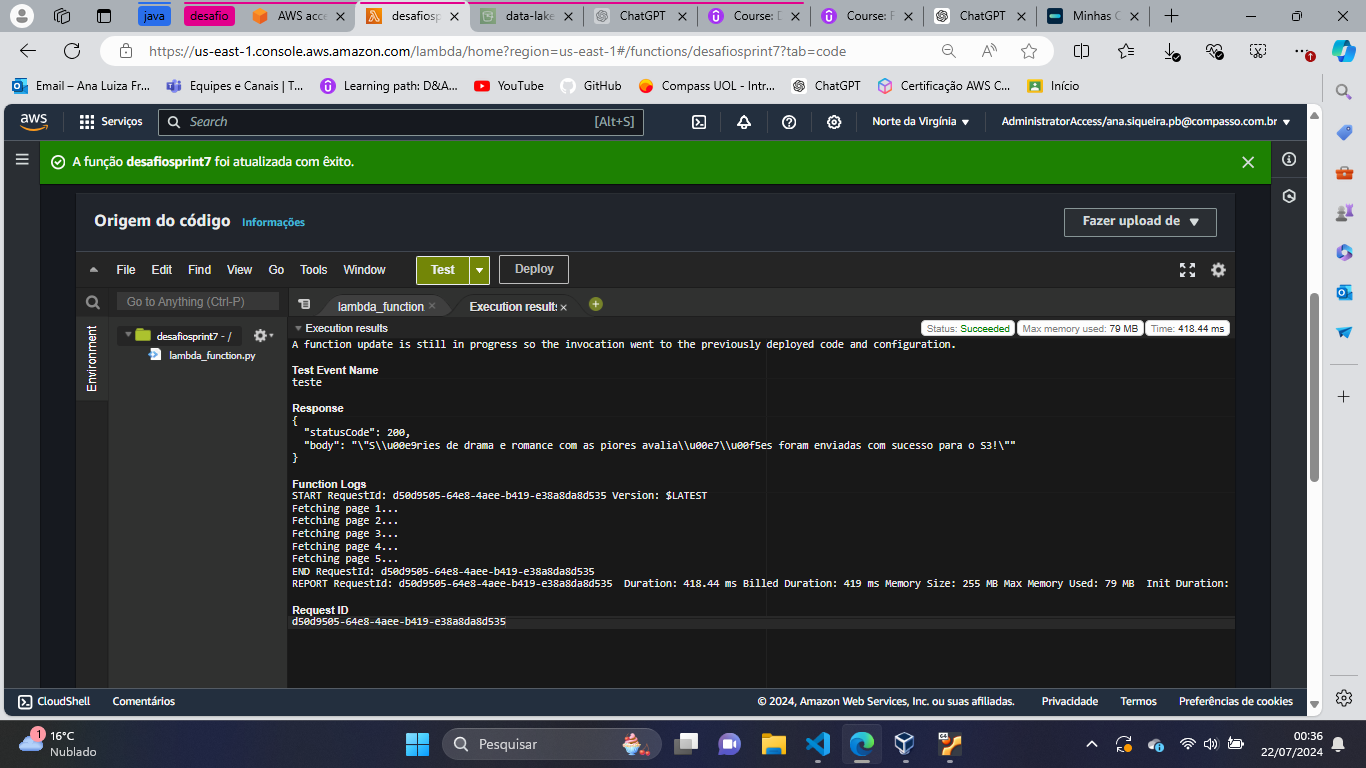 java
desafio
AWS acce
desafiosp
data-lake
ChatGPT
Course: D
Course: F
ChatGPT
Minhas C
https://us-east-1.console.aws.amazon.com/lambda/home?region=us-east-1#/functions/desafiosprint7?tab=code
Email – Ana Luiza Fr...
Equipes e Canais | T...
Learning path: D&A...
YouTube
GitHub
Compass UOL - Intr...
ChatGPT
Certificação AWS C...
Início
aws
Serviços
Search
[Alt+S]
Norte da Virgínia
AdministratorAccess/ana.siqueira.pb@compasso.com.br
A função desafiosprint7 foi atualizada com êxito.
Origem do código
Informações
Fazer upload de
File
Edit
Find
View
Go
Tools
Window
Test
Deploy
Go to Anything (Ctrl-P)
lambda_function
Execution results
Environment
desafiosprint7 - /
lambda_function.py
Execution results
Status: Succeeded
Max memory used: 79 MB
Time: 418.44 ms
A function update is still in progress so the invocation went to the previously deployed code and configuration.
Test Event Name
teste
Response
{
"statusCode": 200,
"body": "\"S\\u00e9ries de drama e romance com as piores avalia\\u00e7\\u00f5es foram enviadas com sucesso para o S3!\""
}
Function Logs
START RequestId: d50d9505-64e8-4aee-b419-e38a8da8d535 Version: $LATEST
Fetching page 1...
Fetching page 2...
Fetching page 3...
Fetching page 4...
Fetching page 5...
END RequestId: d50d9505-64e8-4aee-b419-e38a8da8d535
REPORT RequestId: d50d9505-64e8-4aee-b419-e38a8da8d535 Duration: 418.44 ms Billed Duration: 419 ms Memory Size: 255 MB Max Memory Used: 79 MB Init Duration:
Request ID
d50d9505-64e8-4aee-b419-e38a8da8d535
CloudShell
Comentários
© 2024, Amazon Web Services, Inc. ou suas afiliadas.
Privacidade
Termos
Preferências de cookies
1
16°C
Nublado
Pesquisar
00:36
22/07/2024